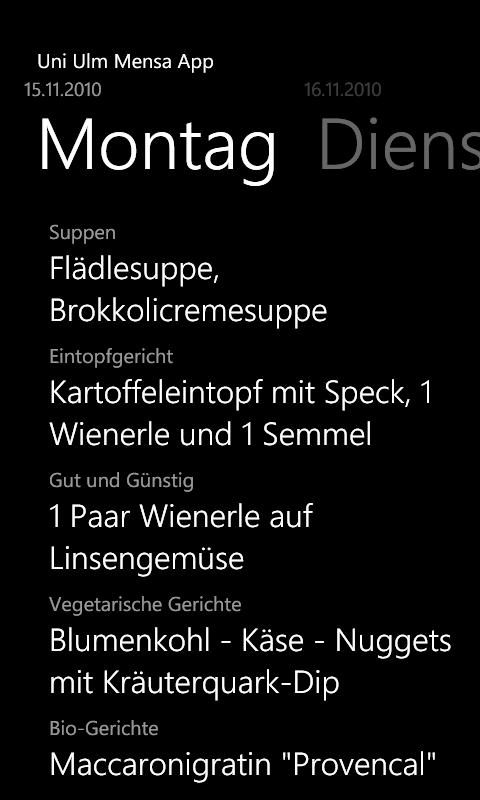 Uni Ulm Mensa App
15.11.2010 16.11.2010
Montag Diens
Suppen
Flädlesuppe,
Brokkolicremesuppe
Eintopfgericht
Kartoffeleintopf mit Speck, 1
Wienerle und 1 Semmel
Gut und Günstig
1 Paar Wienerle auf
Linsengemüse
Vegetarische Gerichte
Blumenkohl - Käse - Nuggets
mit Kräuterquark-Dip
Bio-Gerichte
Maccaronigratin "Provencal"